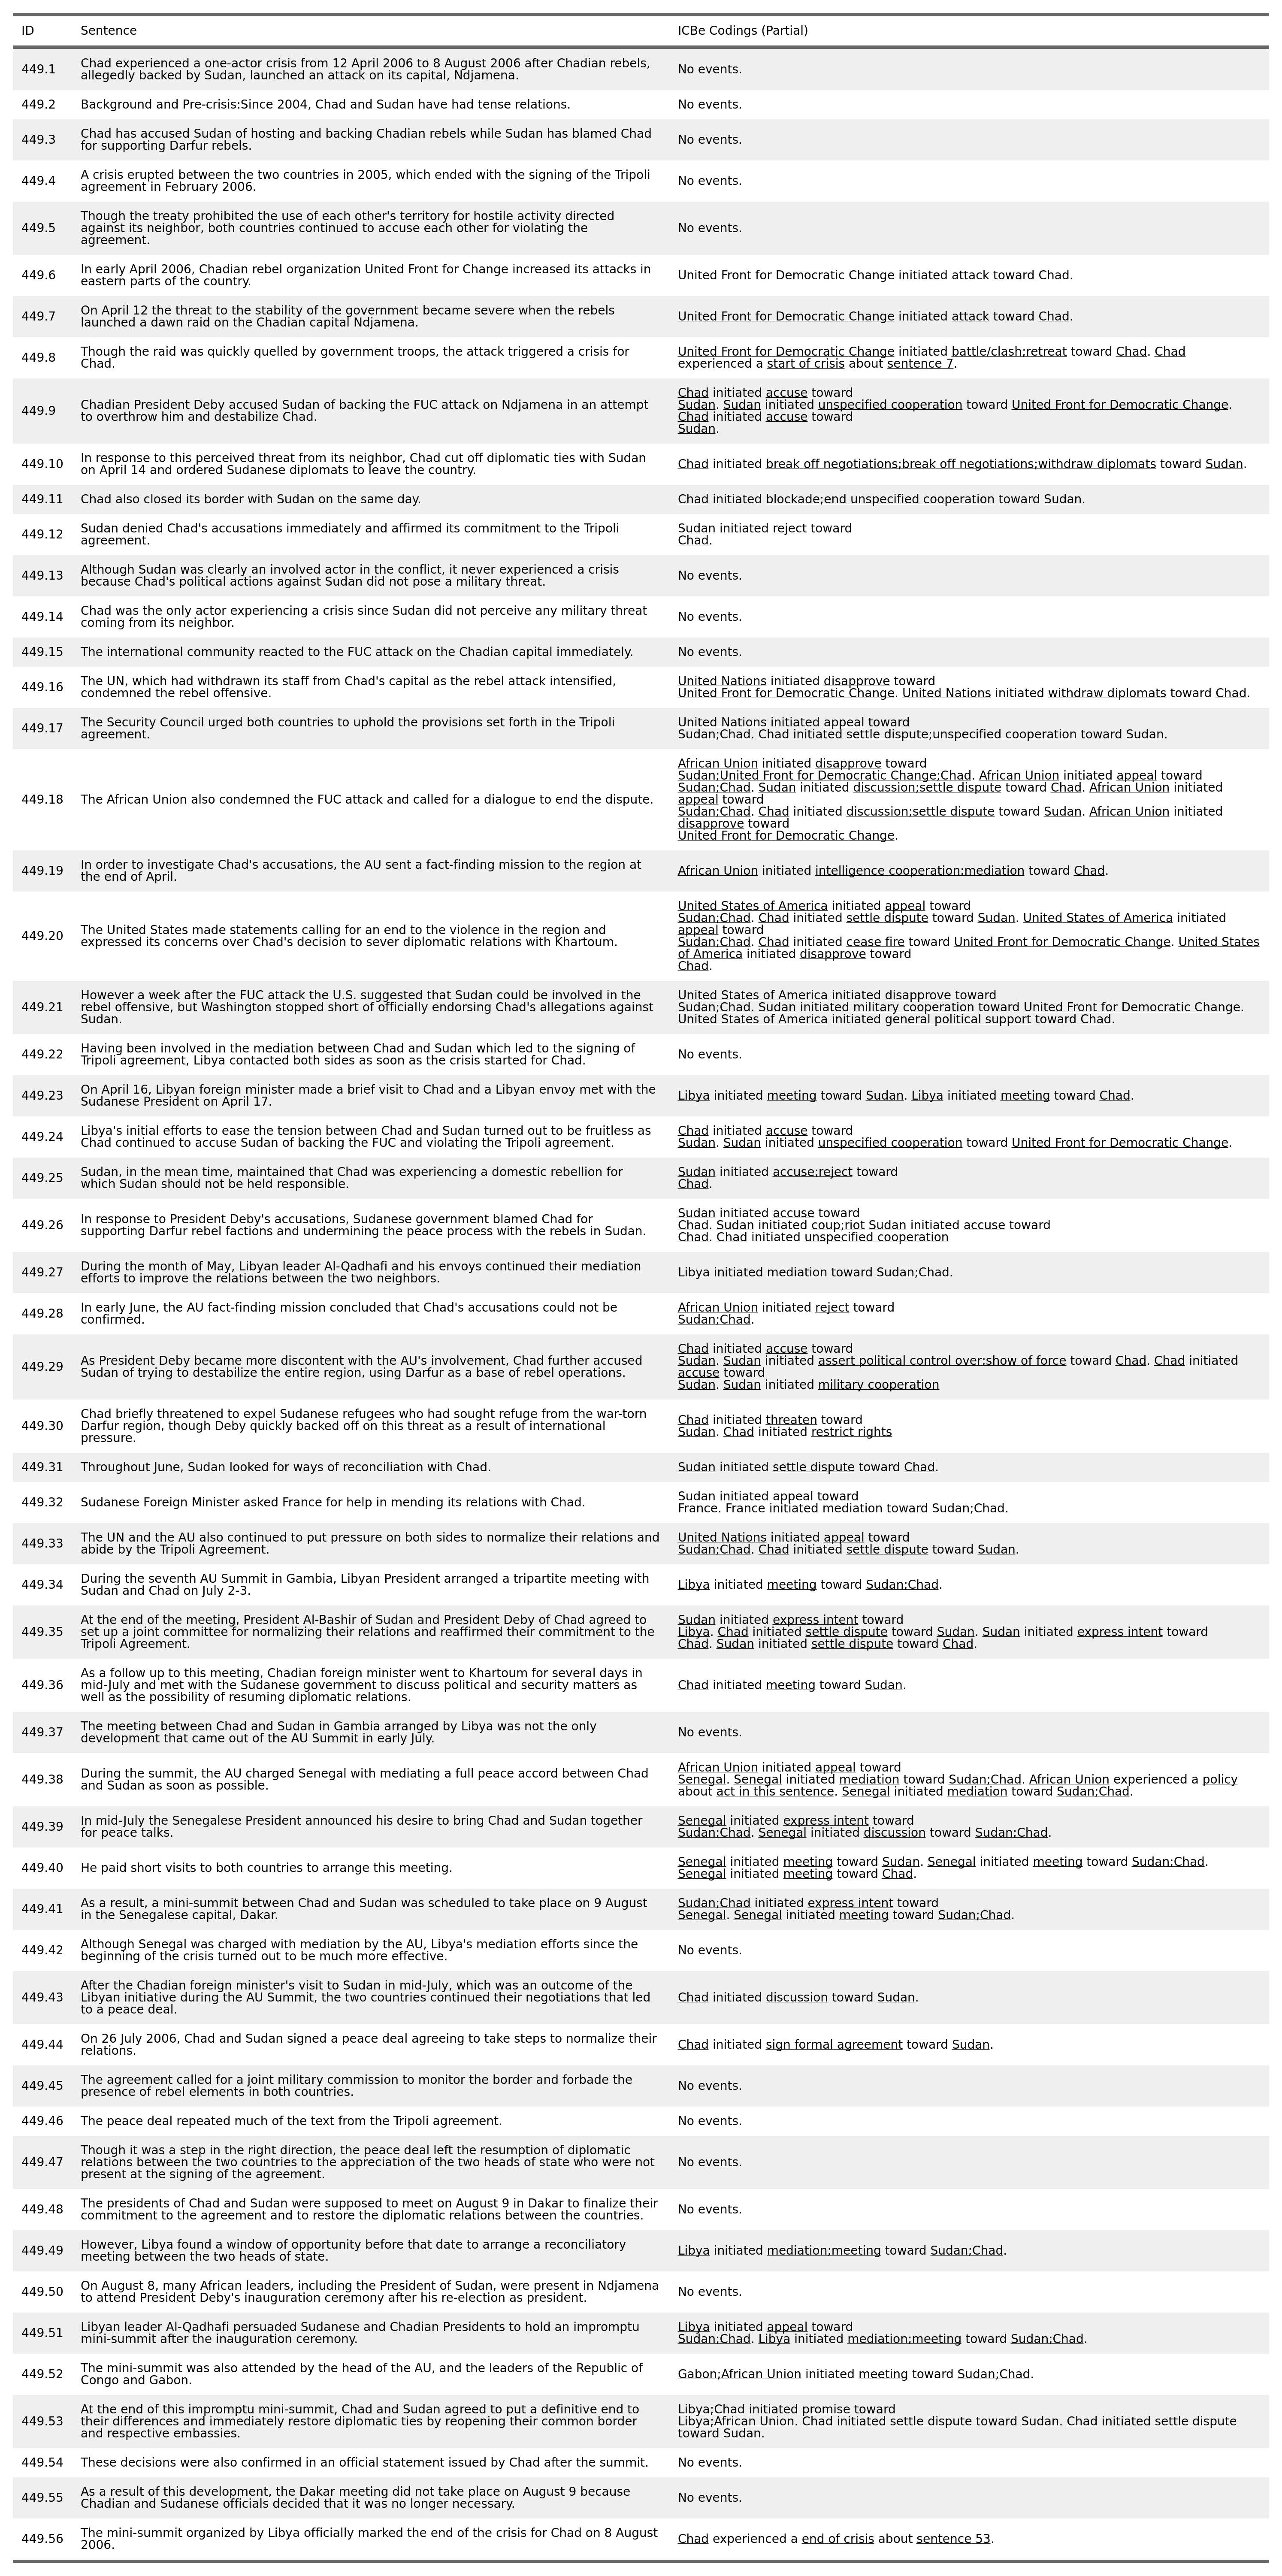 ID Sentence ICBe Codings (Partial)
449.1 Chad experienced a one-actor crisis from 12 April 2006 to 8 August 2006 after Chadian rebels,
allegedly backed by Sudan, launched an attack on its capital, Ndjamena.
No events.
449.2 Background and Pre-crisis:Since 2004, Chad and Sudan have had tense relations. No events.
449.3 Chad has accused Sudan of hosting and backing Chadian rebels while Sudan has blamed Chad
for supporting Darfur rebels.
No events.
449.4 A crisis erupted between the two countries in 2005, which ended with the signing of the Tripoli
agreement in February 2006.
No events.
449.5 Though the treaty prohibited the use of each other's territory for hostile activity directed
against its neighbor, both countries continued to accuse each other for violating the
agreement.
No events.
449.6 In early April 2006, Chadian rebel organization United Front for Change increased its attacks in
eastern parts of the country.
United Front for Democratic Change initiated attack toward Chad.
449.7 On April 12 the threat to the stability of the government became severe when the rebels
launched a dawn raid on the Chadian capital Ndjamena.
United Front for Democratic Change initiated attack toward Chad.
449.8 Though the raid was quickly quelled by government troops, the attack triggered a crisis for
Chad.
United Front for Democratic Change initiated battle/clash;retreat toward Chad. Chad
experienced a start of crisis about sentence 7.
449.9 Chadian President Deby accused Sudan of backing the FUC attack on Ndjamena in an attempt
to overthrow him and destabilize Chad.
Chad initiated accuse toward
Sudan. Sudan initiated unspecified cooperation toward United Front for Democratic Change.
Chad initiated accuse toward
Sudan.
449.10 In response to this perceived threat from its neighbor, Chad cut off diplomatic ties with Sudan
on April 14 and ordered Sudanese diplomats to leave the country.
Chad initiated break off negotiations;break off negotiations;withdraw diplomats toward Sudan.
449.11 Chad also closed its border with Sudan on the same day. Chad initiated blockade;end unspecified cooperation toward Sudan.
449.12 Sudan denied Chad's accusations immediately and affirmed its commitment to the Tripoli
agreement.
Sudan initiated reject toward
Chad.
449.13 Although Sudan was clearly an involved actor in the conflict, it never experienced a crisis
because Chad's political actions against Sudan did not pose a military threat.
No events.
449.14 Chad was the only actor experiencing a crisis since Sudan did not perceive any military threat
coming from its neighbor.
No events.
449.15 The international community reacted to the FUC attack on the Chadian capital immediately. No events.
449.16 The UN, which had withdrawn its staff from Chad's capital as the rebel attack intensified,
condemned the rebel offensive.
United Nations initiated disapprove toward
United Front for Democratic Change. United Nations initiated withdraw diplomats toward Chad.
449.17 The Security Council urged both countries to uphold the provisions set forth in the Tripoli
agreement.
United Nations initiated appeal toward
Sudan;Chad. Chad initiated settle dispute;unspecified cooperation toward Sudan.
449.18 The African Union also condemned the FUC attack and called for a dialogue to end the dispute.
African Union initiated disapprove toward
Sudan;United Front for Democratic Change;Chad. African Union initiated appeal toward
Sudan;Chad. Sudan initiated discussion;settle dispute toward Chad. African Union initiated
appeal toward
Sudan;Chad. Chad initiated discussion;settle dispute toward Sudan. African Union initiated
disapprove toward
United Front for Democratic Change.
449.19 In order to investigate Chad's accusations, the AU sent a fact-finding mission to the region at
the end of April.
African Union initiated intelligence cooperation;mediation toward Chad.
449.20 The United States made statements calling for an end to the violence in the region and
expressed its concerns over Chad's decision to sever diplomatic relations with Khartoum.
United States of America initiated appeal toward
Sudan;Chad. Chad initiated settle dispute toward Sudan. United States of America initiated
appeal toward
Sudan;Chad. Chad initiated cease fire toward United Front for Democratic Change. United States
of America initiated disapprove toward
Chad.
449.21 However a week after the FUC attack the U.S. suggested that Sudan could be involved in the
rebel offensive, but Washington stopped short of officially endorsing Chad's allegations against
Sudan.
United States of America initiated disapprove toward
Sudan;Chad. Sudan initiated military cooperation toward United Front for Democratic Change.
United States of America initiated general political support toward Chad.
449.22 Having been involved in the mediation between Chad and Sudan which led to the signing of
Tripoli agreement, Libya contacted both sides as soon as the crisis started for Chad.
No events.
449.23 On April 16, Libyan foreign minister made a brief visit to Chad and a Libyan envoy met with the
Sudanese President on April 17.
Libya initiated meeting toward Sudan. Libya initiated meeting toward Chad.
449.24 Libya's initial efforts to ease the tension between Chad and Sudan turned out to be fruitless as
Chad continued to accuse Sudan of backing the FUC and violating the Tripoli agreement.
Chad initiated accuse toward
Sudan. Sudan initiated unspecified cooperation toward United Front for Democratic Change.
449.25 Sudan, in the mean time, maintained that Chad was experiencing a domestic rebellion for
which Sudan should not be held responsible.
Sudan initiated accuse;reject toward
Chad.
449.26 In response to President Deby's accusations, Sudanese government blamed Chad for
supporting Darfur rebel factions and undermining the peace process with the rebels in Sudan.
Sudan initiated accuse toward
Chad. Sudan initiated coup;riot Sudan initiated accuse toward
Chad. Chad initiated unspecified cooperation
449.27 During the month of May, Libyan leader Al-Qadhafi and his envoys continued their mediation
efforts to improve the relations between the two neighbors.
Libya initiated mediation toward Sudan;Chad.
449.28 In early June, the AU fact-finding mission concluded that Chad's accusations could not be
confirmed.
African Union initiated reject toward
Sudan;Chad.
449.29 As President Deby became more discontent with the AU's involvement, Chad further accused
Sudan of trying to destabilize the entire region, using Darfur as a base of rebel operations.
Chad initiated accuse toward
Sudan. Sudan initiated assert political control over;show of force toward Chad. Chad initiated
accuse toward
Sudan. Sudan initiated military cooperation
449.30 Chad briefly threatened to expel Sudanese refugees who had sought refuge from the war-torn
Darfur region, though Deby quickly backed off on this threat as a result of international
pressure.
Chad initiated threaten toward
Sudan. Chad initiated restrict rights
449.31 Throughout June, Sudan looked for ways of reconciliation with Chad. Sudan initiated settle dispute toward Chad.
449.32 Sudanese Foreign Minister asked France for help in mending its relations with Chad.
Sudan initiated appeal toward
France. France initiated mediation toward Sudan;Chad.
449.33 The UN and the AU also continued to put pressure on both sides to normalize their relations and
abide by the Tripoli Agreement.
United Nations initiated appeal toward
Sudan;Chad. Chad initiated settle dispute toward Sudan.
449.34 During the seventh AU Summit in Gambia, Libyan President arranged a tripartite meeting with
Sudan and Chad on July 2-3.
Libya initiated meeting toward Sudan;Chad.
449.35 At the end of the meeting, President Al-Bashir of Sudan and President Deby of Chad agreed to
set up a joint committee for normalizing their relations and reaffirmed their commitment to the
Tripoli Agreement.
Sudan initiated express intent toward
Libya. Chad initiated settle dispute toward Sudan. Sudan initiated express intent toward
Chad. Sudan initiated settle dispute toward Chad.
449.36 As a follow up to this meeting, Chadian foreign minister went to Khartoum for several days in
mid-July and met with the Sudanese government to discuss political and security matters as
well as the possibility of resuming diplomatic relations.
Chad initiated meeting toward Sudan.
449.37 The meeting between Chad and Sudan in Gambia arranged by Libya was not the only
development that came out of the AU Summit in early July.
No events.
449.38 During the summit, the AU charged Senegal with mediating a full peace accord between Chad
and Sudan as soon as possible.
African Union initiated appeal toward
Senegal. Senegal initiated mediation toward Sudan;Chad. African Union experienced a policy
about act in this sentence. Senegal initiated mediation toward Sudan;Chad.
449.39 In mid-July the Senegalese President announced his desire to bring Chad and Sudan together
for peace talks.
Senegal initiated express intent toward
Sudan;Chad. Senegal initiated discussion toward Sudan;Chad.
449.40 He paid short visits to both countries to arrange this meeting.
Senegal initiated meeting toward Sudan. Senegal initiated meeting toward Sudan;Chad.
Senegal initiated meeting toward Chad.
449.41 As a result, a mini-summit between Chad and Sudan was scheduled to take place on 9 August
in the Senegalese capital, Dakar.
Sudan;Chad initiated express intent toward
Senegal. Senegal initiated meeting toward Sudan;Chad.
449.42 Although Senegal was charged with mediation by the AU, Libya's mediation efforts since the
beginning of the crisis turned out to be much more effective.
No events.
449.43 After the Chadian foreign minister's visit to Sudan in mid-July, which was an outcome of the
Libyan initiative during the AU Summit, the two countries continued their negotiations that led
to a peace deal.
Chad initiated discussion toward Sudan.
449.44 On 26 July 2006, Chad and Sudan signed a peace deal agreeing to take steps to normalize their
relations.
Chad initiated sign formal agreement toward Sudan.
449.45 The agreement called for a joint military commission to monitor the border and forbade the
presence of rebel elements in both countries.
No events.
449.46 The peace deal repeated much of the text from the Tripoli agreement. No events.
449.47 Though it was a step in the right direction, the peace deal left the resumption of diplomatic
relations between the two countries to the appreciation of the two heads of state who were not
present at the signing of the agreement.
No events.
449.48 The presidents of Chad and Sudan were supposed to meet on August 9 in Dakar to finalize their
commitment to the agreement and to restore the diplomatic relations between the countries.
No events.
449.49 However, Libya found a window of opportunity before that date to arrange a reconciliatory
meeting between the two heads of state.
Libya initiated mediation;meeting toward Sudan;Chad.
449.50 On August 8, many African leaders, including the President of Sudan, were present in Ndjamena
to attend President Deby's inauguration ceremony after his re-election as president.
No events.
449.51 Libyan leader Al-Qadhafi persuaded Sudanese and Chadian Presidents to hold an impromptu
mini-summit after the inauguration ceremony.
Libya initiated appeal toward
Sudan;Chad. Libya initiated mediation;meeting toward Sudan;Chad.
449.52 The mini-summit was also attended by the head of the AU, and the leaders of the Republic of
Congo and Gabon.
Gabon;African Union initiated meeting toward Sudan;Chad.
449.53 At the end of this impromptu mini-summit, Chad and Sudan agreed to put a definitive end to
their differences and immediately restore diplomatic ties by reopening their common border
and respective embassies.
Libya;Chad initiated promise toward
Libya;African Union. Chad initiated settle dispute toward Sudan. Chad initiated settle dispute
toward Sudan.
449.54 These decisions were also confirmed in an official statement issued by Chad after the summit. No events.
449.55 As a result of this development, the Dakar meeting did not take place on August 9 because
Chadian and Sudanese officials decided that it was no longer necessary.
No events.
449.56 The mini-summit organized by Libya officially marked the end of the crisis for Chad on 8 August
2006.
Chad experienced a end of crisis about sentence 53.